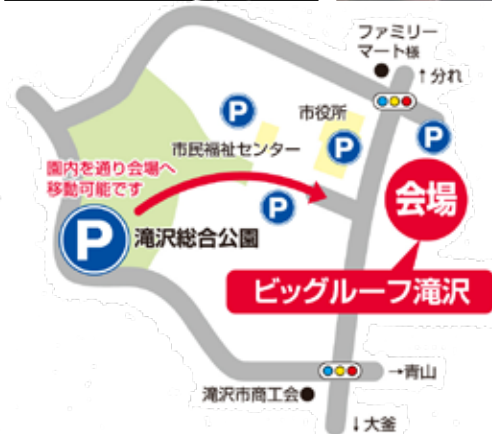 ファミリー
マート様
↑分れ
P
市役所
P
P
市民福祉センター
P
園内を通り会場へ
移動可能です
P
滝沢総合公園
会場
ビッグルーフ滝沢
→青山
滝沢市商工会
↓大釜